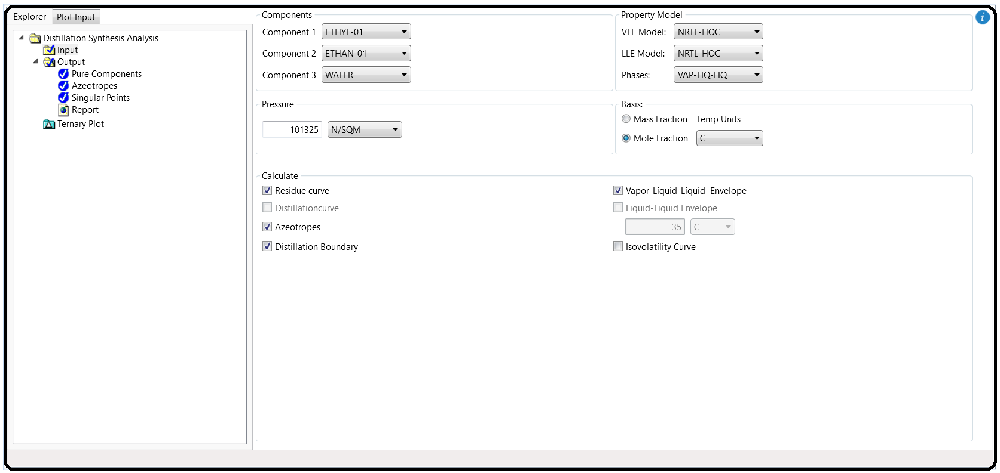 Explorer
Plot Input
Distillation Synthesis Analysis
Input
Output
Pure Components
Azeotropes
Singular Points
Report
Ternary Plot
Components
Component 1 ETHYL-01
Component 2 ETHAN-01
Component 3 WATER
Property Model
VLE Model: NRTL-HOC
LLE Model: NRTL-HOC
Phases: VAP-LIQ-LIQ
i
Pressure
101325 N/SQM
Basis:
Mass Fraction Temp Units
Mole Fraction C
Calculate
Residue curve
Distillationcurve
Azeotropes
Distillation Boundary
Vapor-Liquid-Liquid Envelope
Liquid-Liquid Envelope
35 C
Isovolatility Curve